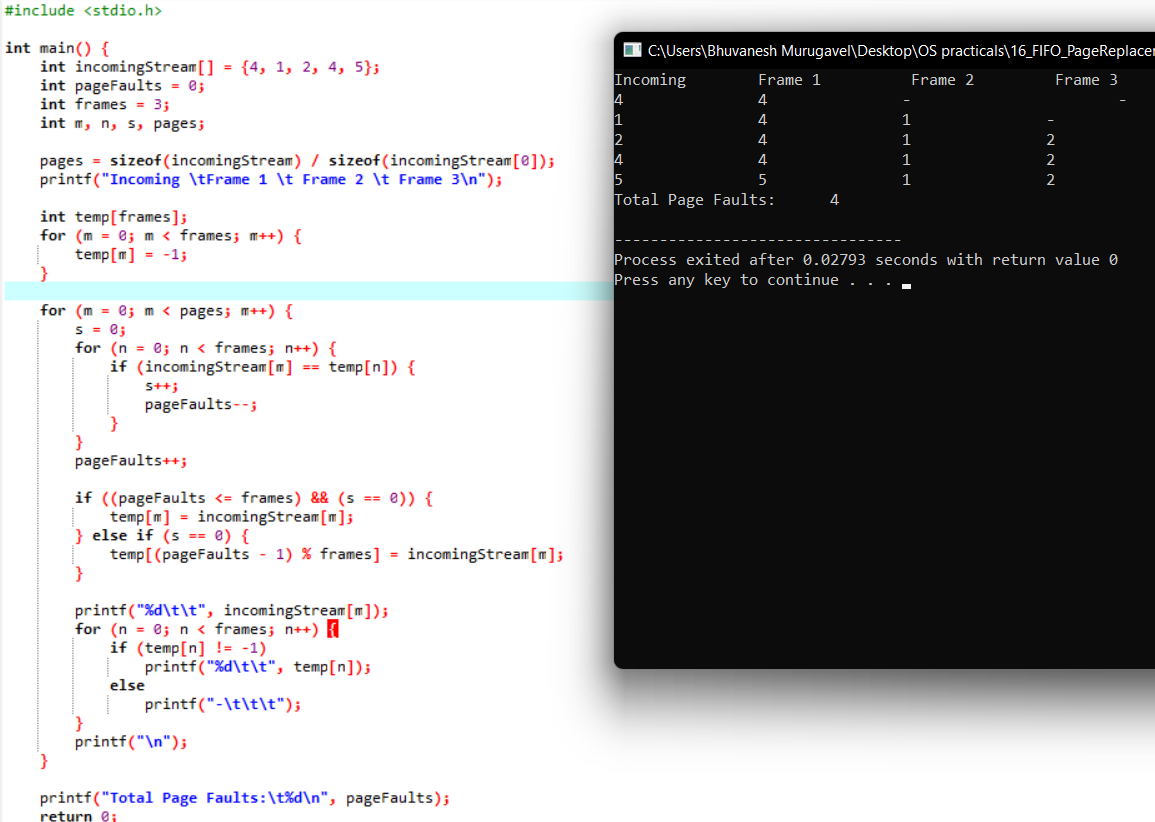 #include <stdio.h>
int main() {
    int incomingStream[] = {4, 1, 2, 4, 5};
    int pageFaults = 0;
    int frames = 3;
    int m, n, s, pages;
    pages = sizeof(incomingStream) / sizeof(incomingStream[0]);
    printf("Incoming \tFrame 1 \t Frame 2 \t Frame 3\n");
    int temp[frames];
    for (m = 0; m < frames; m++) {
        temp[m] = -1;
    }
    for (m = 0; m < pages; m++) {
        s = 0;
        for (n = 0; n < frames; n++) {
            if (incomingStream[m] == temp[n]) {
                s++;
                pageFaults--;
            }
        }
        pageFaults++;
        if ((pageFaults <= frames) && (s == 0)) {
            temp[m] = incomingStream[m];
        } else if (s == 0) {
            temp[(pageFaults - 1) % frames] = incomingStream[m];
        }
        printf("%d\t\t", incomingStream[m]);
        for (n = 0; n < frames; n++) {
            if (temp[n] != -1)
                printf("%d\t\t", temp[n]);
            else
                printf("-\t\t\t");
        }
        printf("\n");
    }
    printf("Total Page Faults:\t%d\n", pageFaults);
    return 0;
C:\Users\Bhuvanesh Murugavel\Desktop\OS practicals\16_FIFO_PageReplacer
Incoming        Frame 1          Frame 2         Frame 3
4               4               -                       -
1               4               1               -
2               4               1               2
4               4               1               2
5               5               1               2
Total Page Faults:      4
--------------------------------
Process exited after 0.02793 seconds with return value 0
Press any key to continue . . .